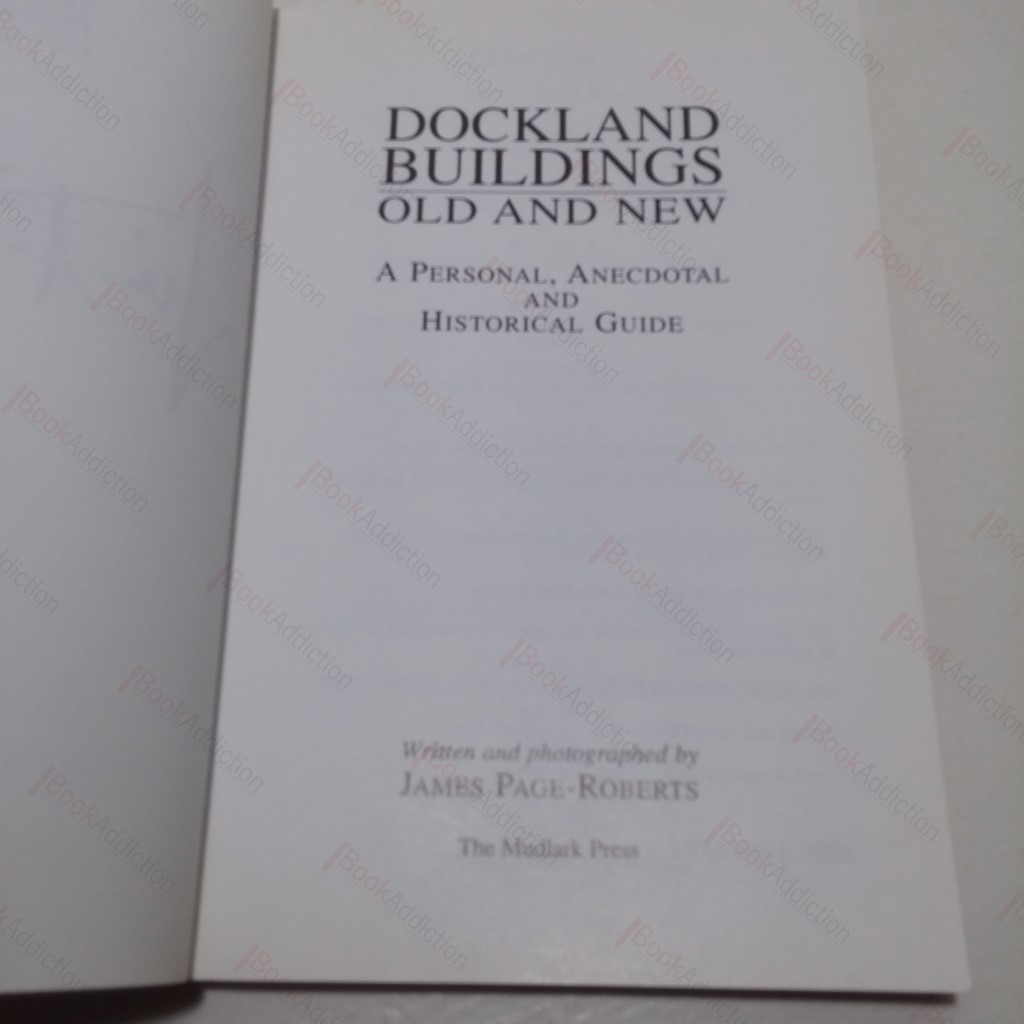 DOCKLAND
BUILDINGS
OLD AND NEW
A PERSONAL, ANECDOTAL
AND
HISTORICAL GUIDE
Written and photographed by
JAMES PAGE-ROBERTS
The Mudlark Press
BookAddiction